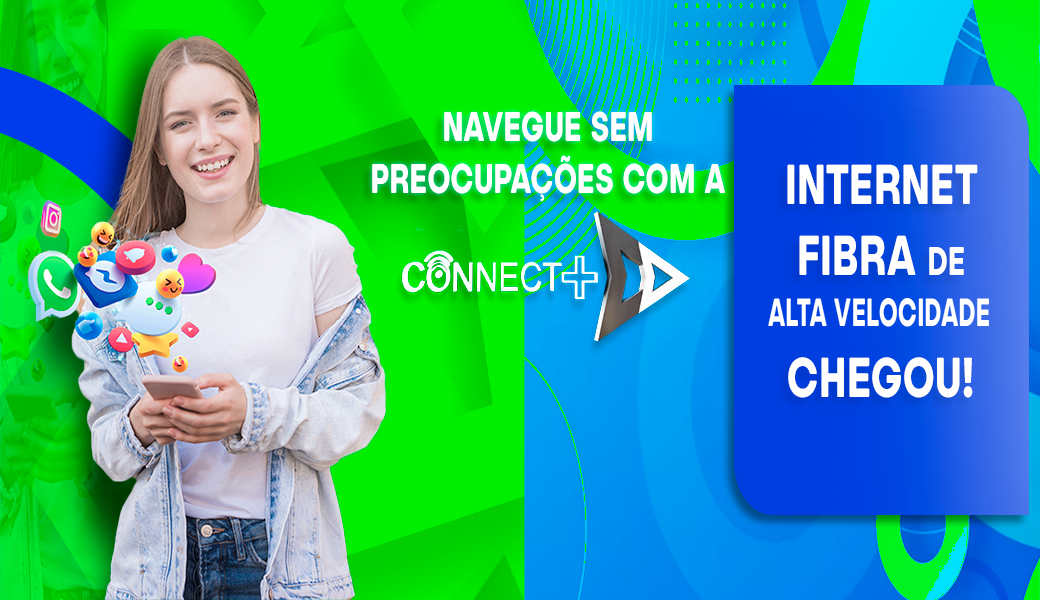 NAVEGUE SEM
PREOCUPAÇÕES COM A
CONNECT+
INTERNET
FIBRA DE
ALTA VELOCIDADE
CHEGOU!